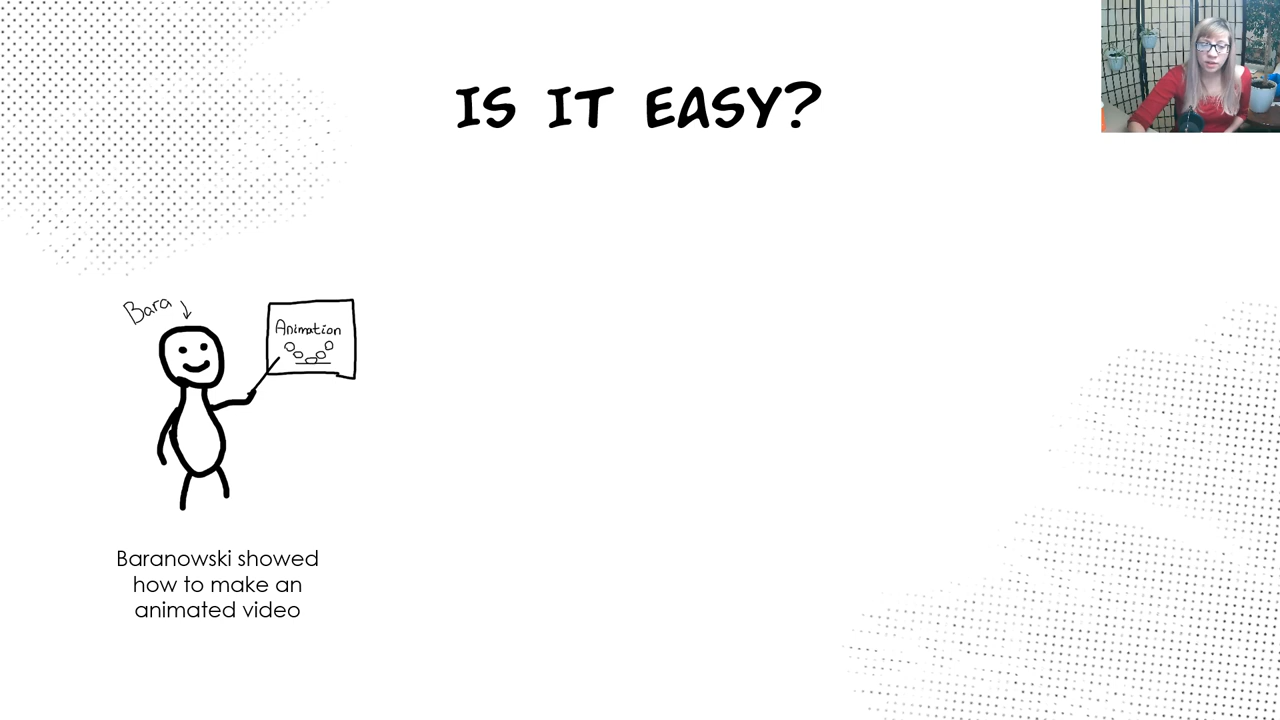 IS IT EASY?
Bara
Animation
Baranowski showed
how to make an
animated video